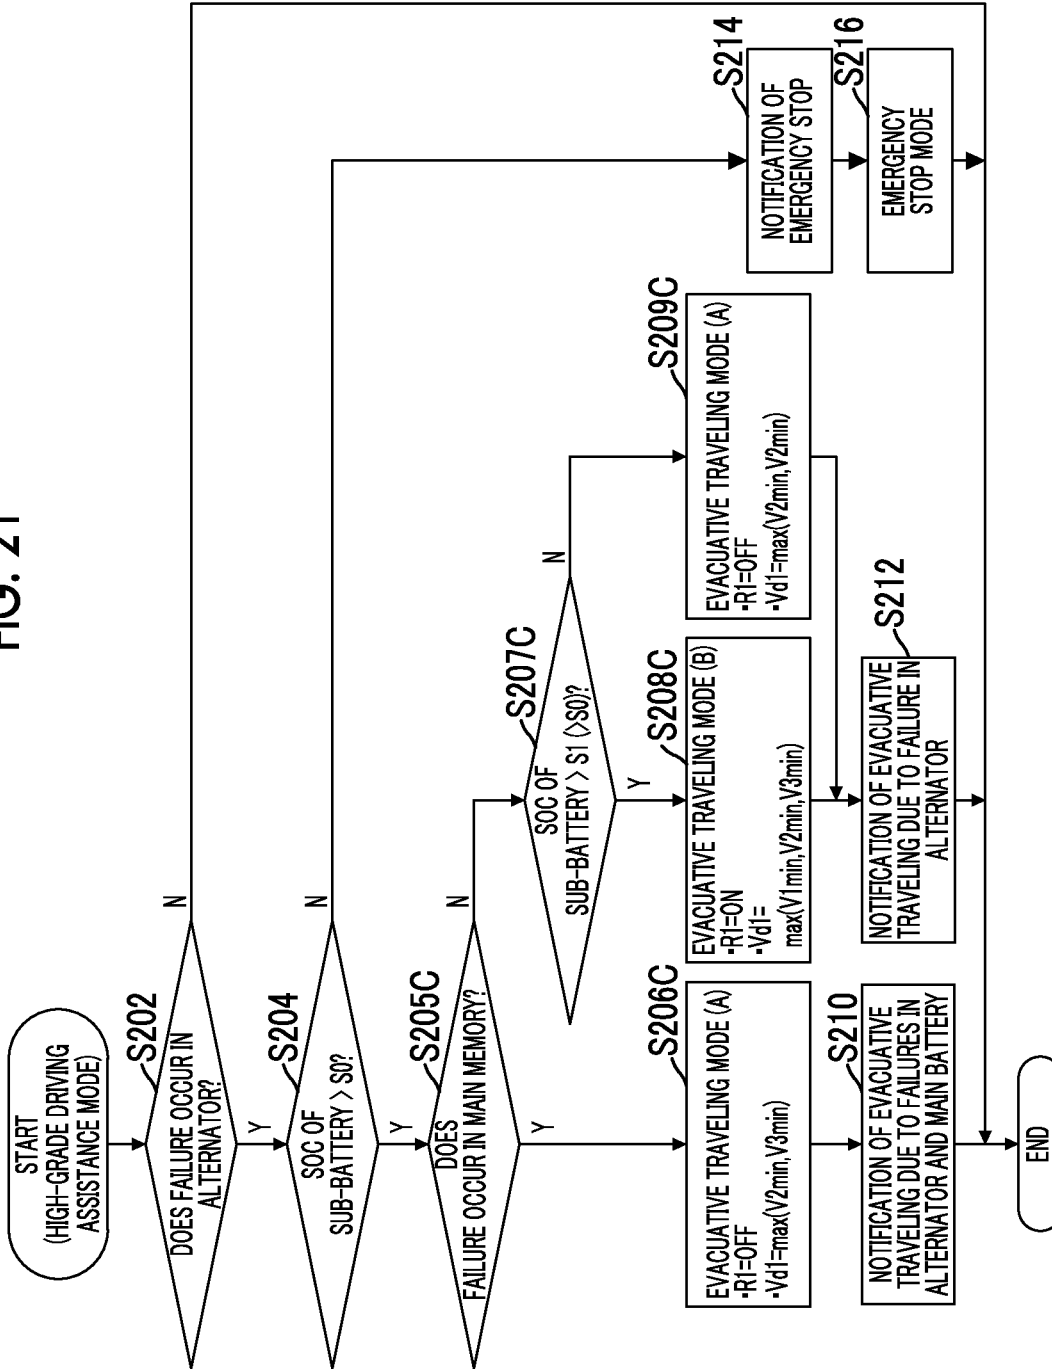 FIG. 21
START
(HIGH-GRADE DRIVING
ASSISTANCE MODE)
S202
DOES FAILURE OCCUR IN
ALTERNATOR?
N
Y
S204
SOC OF
SUB-BATTERY > S0?
N
Y
S205C
DOES
FAILURE OCCUR IN MAIN MEMORY?
N
Y
S207C
SOC OF
SUB-BATTERY > S1 (>S0)?
N
Y
S206C
EVACUATIVE TRAVELING MODE (A)
･R1=OFF
･Vd1=max(V2min,V3min)
S208C
EVACUATIVE TRAVELING MODE (B)
･R1=ON
･Vd1=
max(V1min,V2min,V3min)
S209C
EVACUATIVE TRAVELING MODE (A)
･R1=OFF
･Vd1=max(V2min,V2min)
S210
NOTIFICATION OF EVACUATIVE
TRAVELING DUE TO FAILURES IN
ALTERNATOR AND MAIN BATTERY
S212
NOTIFICATION OF EVACUATIVE
TRAVELING DUE TO FAILURE IN
ALTERNATOR
S214
NOTIFICATION OF
EMERGENCY STOP
S216
EMERGENCY
STOP MODE
END